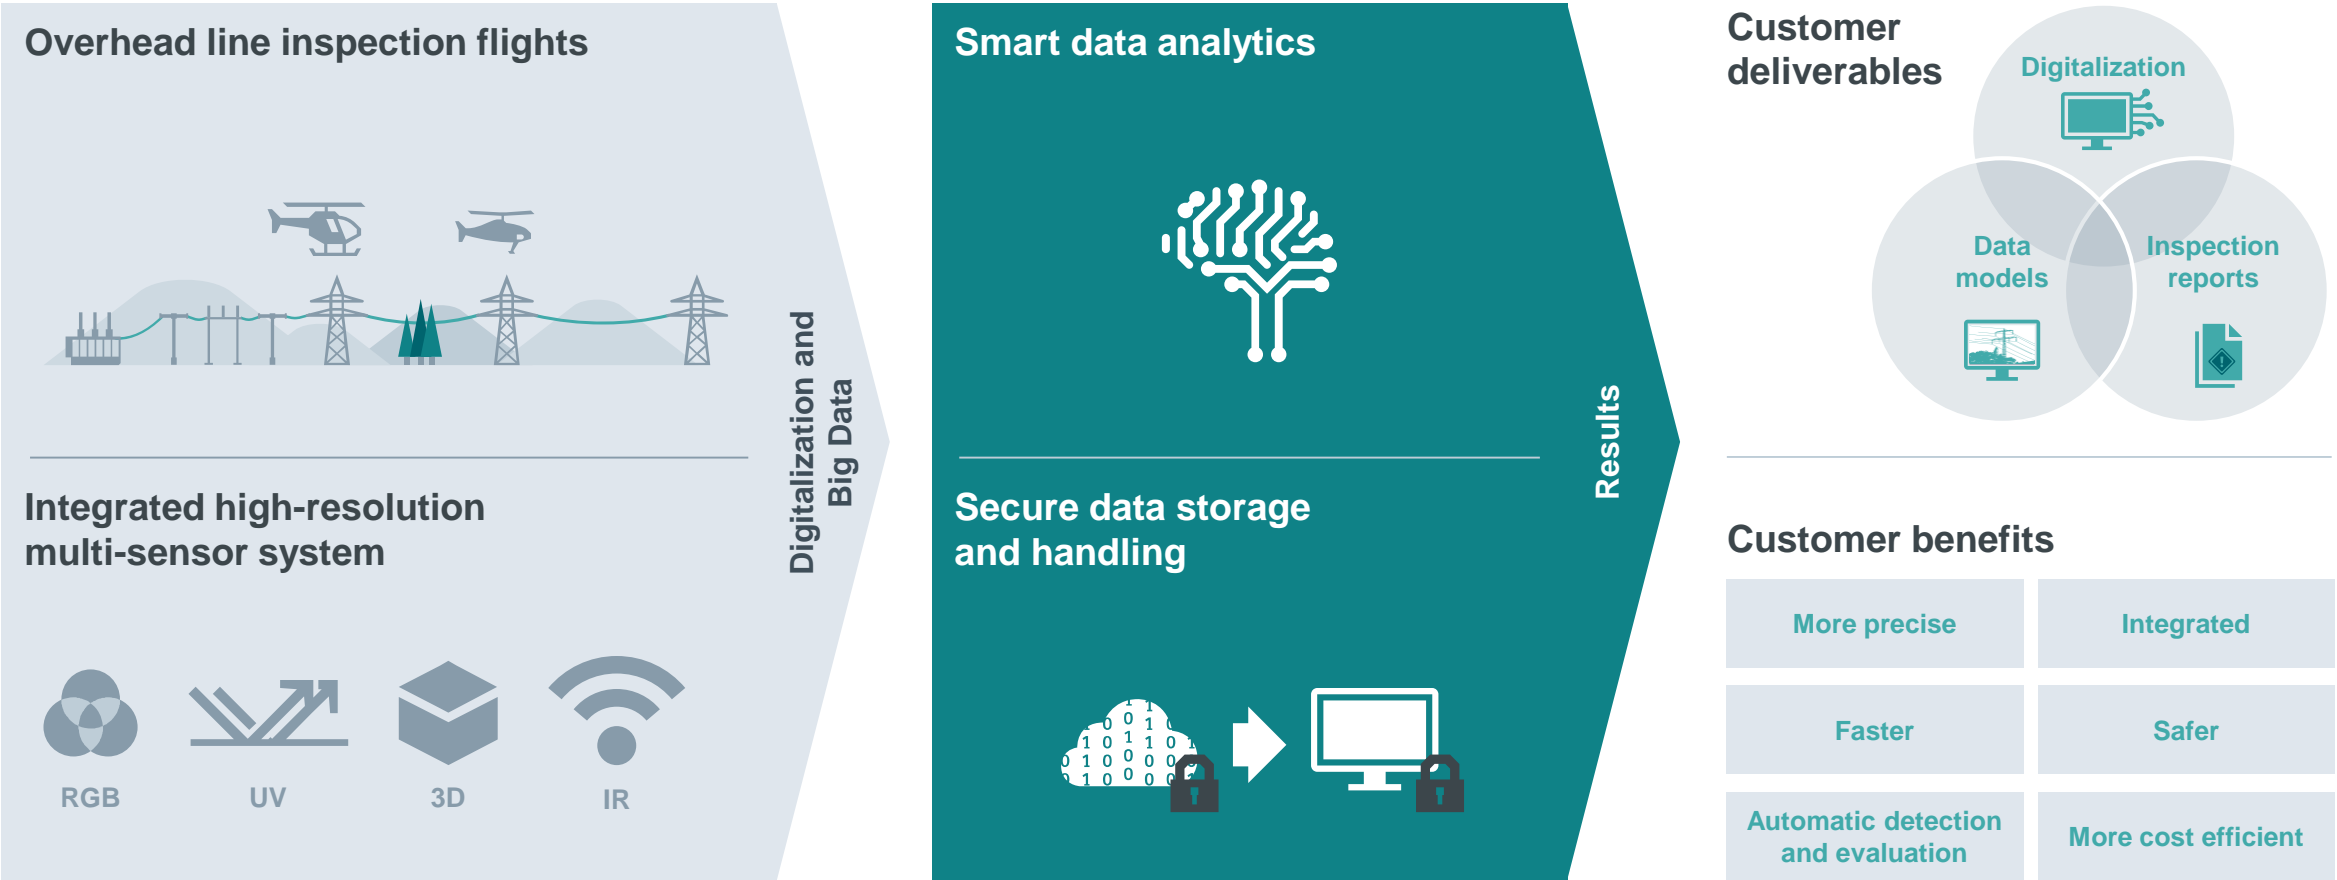 Overhead line inspection flights
Integrated high-resolution
multi-sensor system
RGB
UV
3D
IR
Digitalization and
Big Data
Smart data analytics
Secure data storage
and handling
Results
Customer
deliverables
Digitalization
Data
models
Inspection
reports
Customer benefits
More precise
Integrated
Faster
Safer
Automatic detection
and evaluation
More cost efficient